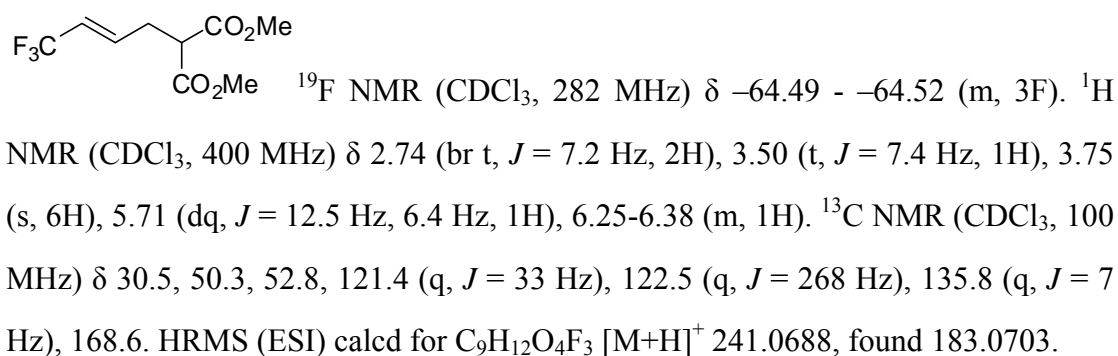 F₃C CO₂Me
CO₂Me ¹⁹F NMR (CDCl₃, 282 MHz) δ –64.49 - –64.52 (m, 3F). ¹H
NMR (CDCl₃, 400 MHz) δ 2.74 (br t, J = 7.2 Hz, 2H), 3.50 (t, J = 7.4 Hz, 1H), 3.75
(s, 6H), 5.71 (dq, J = 12.5 Hz, 6.4 Hz, 1H), 6.25-6.38 (m, 1H). ¹³C NMR (CDCl₃, 100
MHz) δ 30.5, 50.3, 52.8, 121.4 (q, J = 33 Hz), 122.5 (q, J = 268 Hz), 135.8 (q, J = 7
Hz), 168.6. HRMS (ESI) calcd for C₉H₁₂O₄F₃ [M+H]⁺ 241.0688, found 183.0703.